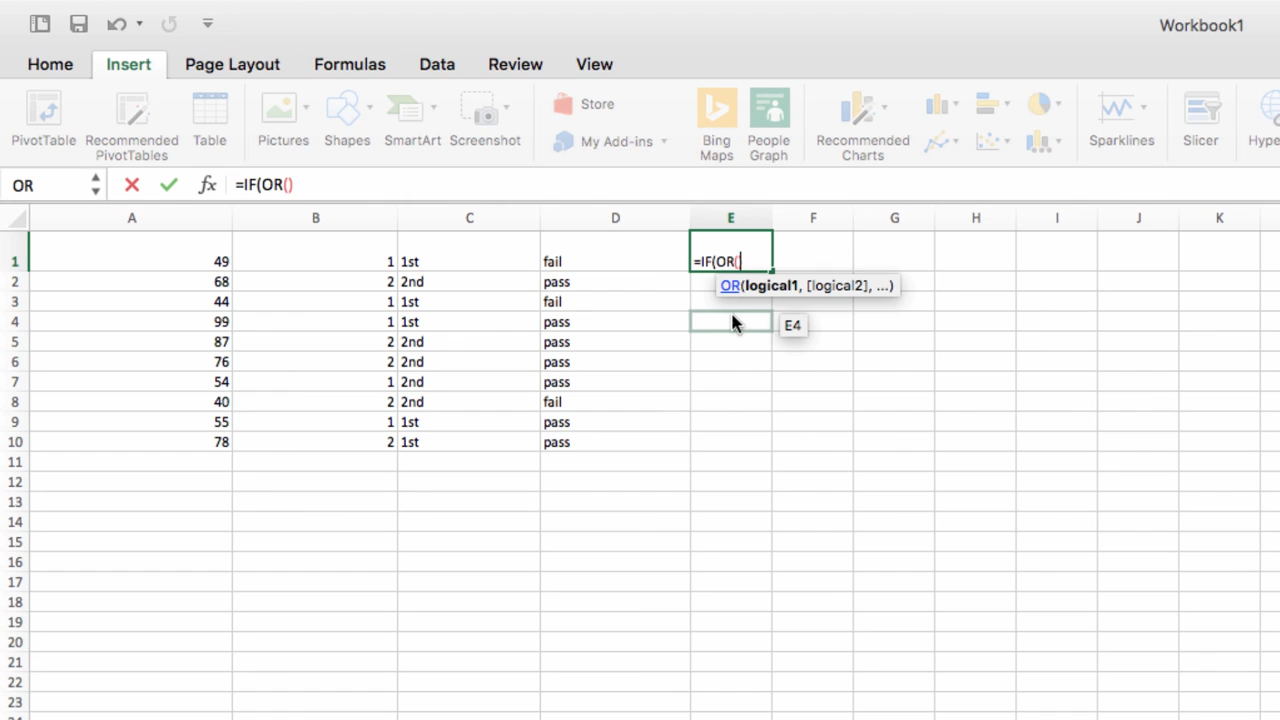 Workbook1
Home Insert Page Layout Formulas Data Review View
PivotTable Recommended PivotTables Table Pictures Shapes SmartArt Screenshot Store My Add-ins Bing Maps People Graph Recommended Charts Sparklines Slicer Hype
OR fx =IF(OR()
A B C D E F G H I J K
1 49 1 1st fail =IF(OR()
2 68 2 2nd pass OR(logical1, [logical2], ...)
3 44 1 1st fail
4 99 1 1st pass E4
5 87 2 2nd pass
6 76 2 2nd pass
7 54 1 2nd pass
8 40 2 2nd fail
9 55 1 1st pass
10 78 2 1st pass
11
12
13
14
15
16
17
18
19
20
21
22
23